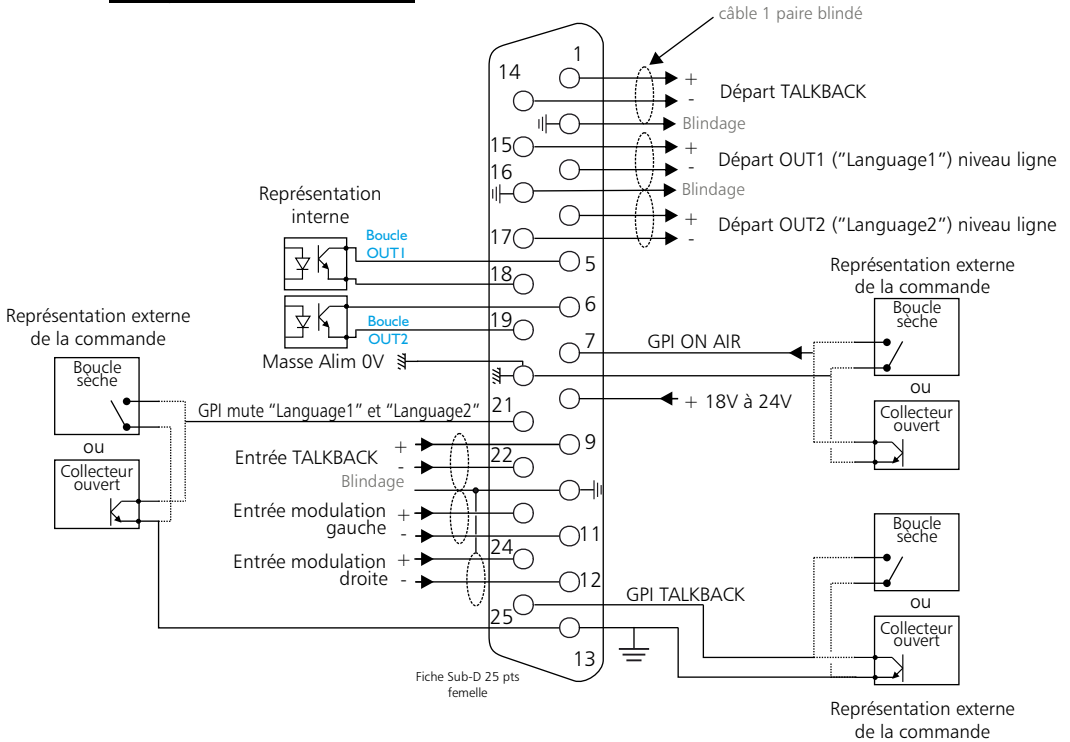 câble 1 paire blindé
1
14
+
-
Départ TALKBACK
Blindage
15
+
-
Départ OUT1 (”Language1”) niveau ligne
16
Blindage
Représentation
interne
+
-
Départ OUT2 (”Language2”) niveau ligne
17
Boucle
OUT1
5
18
Représentation externe
de la commande
6
Boucle
sèche
Représentation externe
de la commande
19
Boucle
OUT2
7
GPI ON AIR
Masse Alim 0V
Boucle
sèche
ou
+ 18V à 24V
GPI mute “Language1” et “Language2”
21
Collecteur
ouvert
ou
Entrée TALKBACK
+
-
9
22
Collecteur
ouvert
Blindage
Entrée modulation
gauche
+
-
11
Boucle
sèche
24
Entrée modulation
droite
+
-
12
GPI TALKBACK
ou
25
Collecteur
ouvert
13
Fiche Sub-D 25 pts
femelle
Représentation externe
de la commande